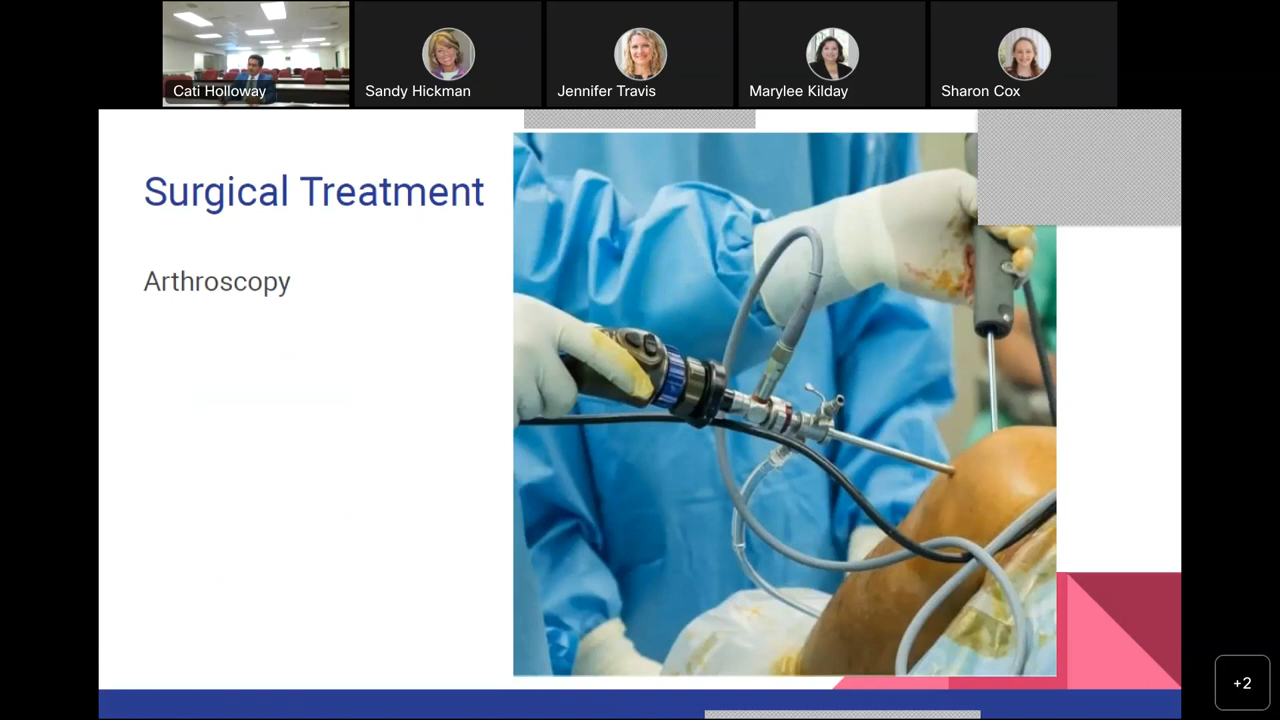 Cati Holloway
Sandy Hickman
Jennifer Travis
Marylee Kilday
Sharon Cox
Surgical Treatment
Arthroscopy
+2